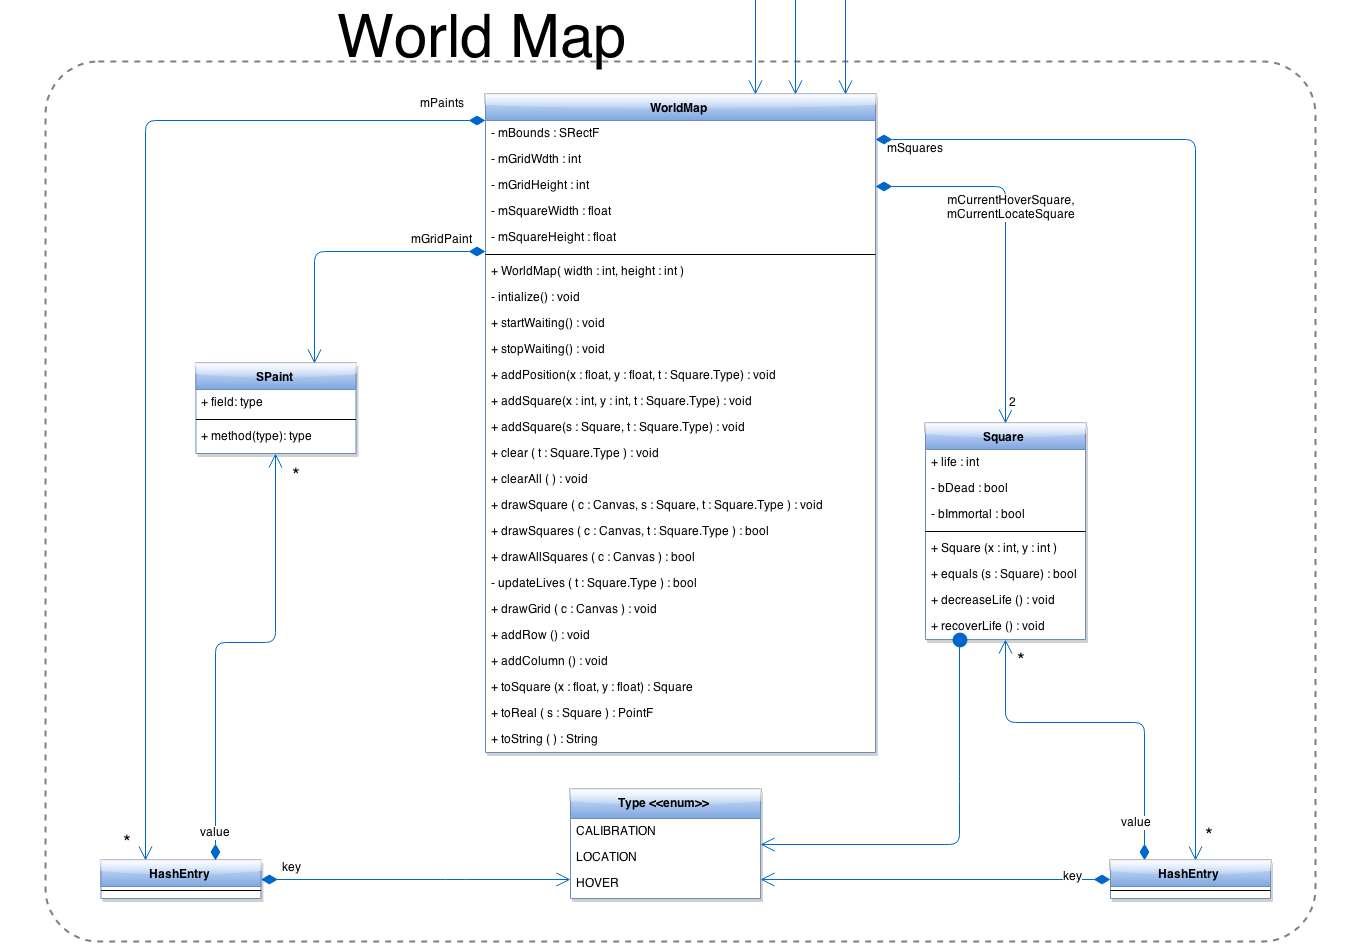 World Map
mPaints
WorldMap
- mBounds : SRectF
- mGridWdth : int
- mGridHeight : int
- mSquareWidth : float
- mSquareHeight : float
+ WorldMap( width : int, height : int )
- intialize() : void
+ startWaiting() : void
+ stopWaiting() : void
+ addPosition(x : float, y : float, t : Square.Type) : void
+ addSquare(x : int, y : int, t : Square.Type) : void
+ addSquare(s : Square, t : Square.Type) : void
+ clear ( t : Square.Type ) : void
+ clearAll ( ) : void
+ drawSquare ( c : Canvas, s : Square, t : Square.Type ) : void
+ drawSquares ( c : Canvas, t : Square.Type ) : bool
+ drawAllSquares ( c : Canvas ) : bool
- updateLives ( t : Square.Type ) : bool
+ drawGrid ( c : Canvas ) : void
+ addRow () : void
+ addColumn () : void
+ toSquare (x : float, y : float) : Square
+ toReal ( s : Square ) : PointF
+ toString ( ) : String
mSquares
mCurrentHoverSquare,
mCurrentLocateSquare
mGridPaint
SPaint
+ field: type
+ method(type): type
*
2
Square
+ life : int
- bDead : bool
- bImmortal : bool
+ Square (x : int, y : int )
+ equals (s : Square) : bool
+ decreaseLife () : void
+ recoverLife () : void
*
Type <<enum>>
CALIBRATION
LOCATION
HOVER
value
*
HashEntry
key
value
*
key
HashEntry